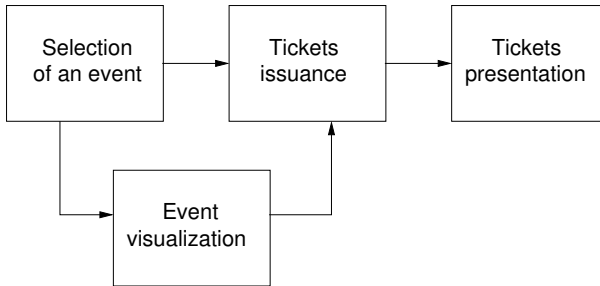 Selection
of an event
Tickets
issuance
Tickets
presentation
Event
visualization